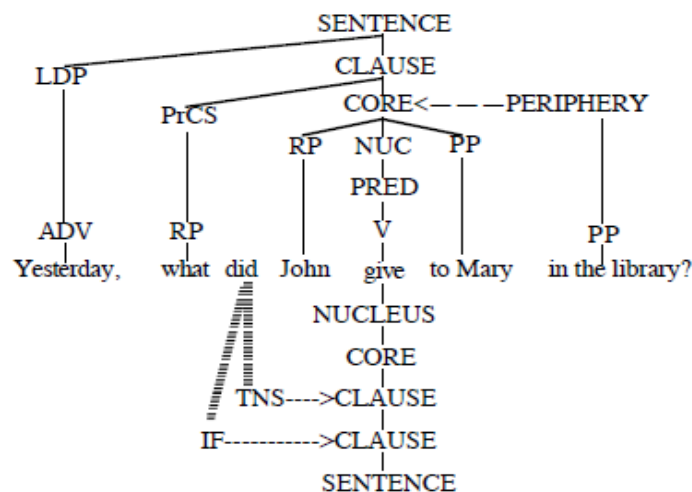 SENTENCE
LDP CLAUSE
PrCS CORE<– – –PERIPHERY
RP NUC PP
PRED
ADV RP V PP
Yesterday, what did John give to Mary in the library?
NUCLEUS
CORE
TNS---->CLAUSE
IF----------->CLAUSE
SENTENCE